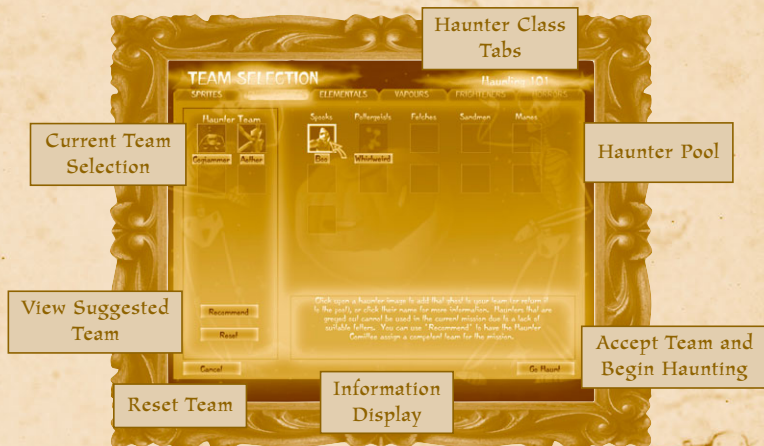 Haunter Class
Tabs
TEAM SELECTION
Haunting 101
SPRITES
ELEMENTALS
VAPOURS
FRIGHTENERS
HORRORS
Haunter Team
Spooks
Poltergeists
Fetches
Sandman
Manes
Current Team
Selection
Haunter Pool
Aether
Boo
Whirlweird
View Suggested
Team
Recommend
Reset
Click upon a haunter image to add that ghost to your team (or return it
to the pool), or click their name for more information. Haunters that are
greyed out cannot be used in the current mission due to a lack of
suitable fetters. You can use "Recommend" to have the Haunter
Comittee assign a competent team for the mission.
Accept Team and
Begin Haunting
Cancel
Go Haunt
Information
Display
Reset Team